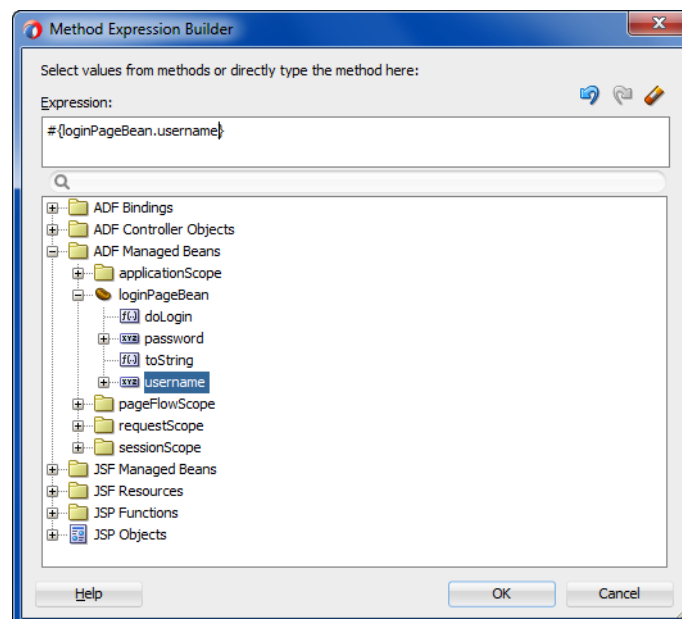 Method Expression Builder
Select values from methods or directly type the method here:
Expression:
#{loginPageBean.username}
ADF Bindings
ADF Controller Objects
ADF Managed Beans
applicationScope
loginPageBean
f(.) doLogin
xyz password
f(.) toString
xyz username
pageFlowScope
requestScope
sessionScope
JSF Managed Beans
JSF Resources
JSP Functions
JSP Objects
Help OK Cancel